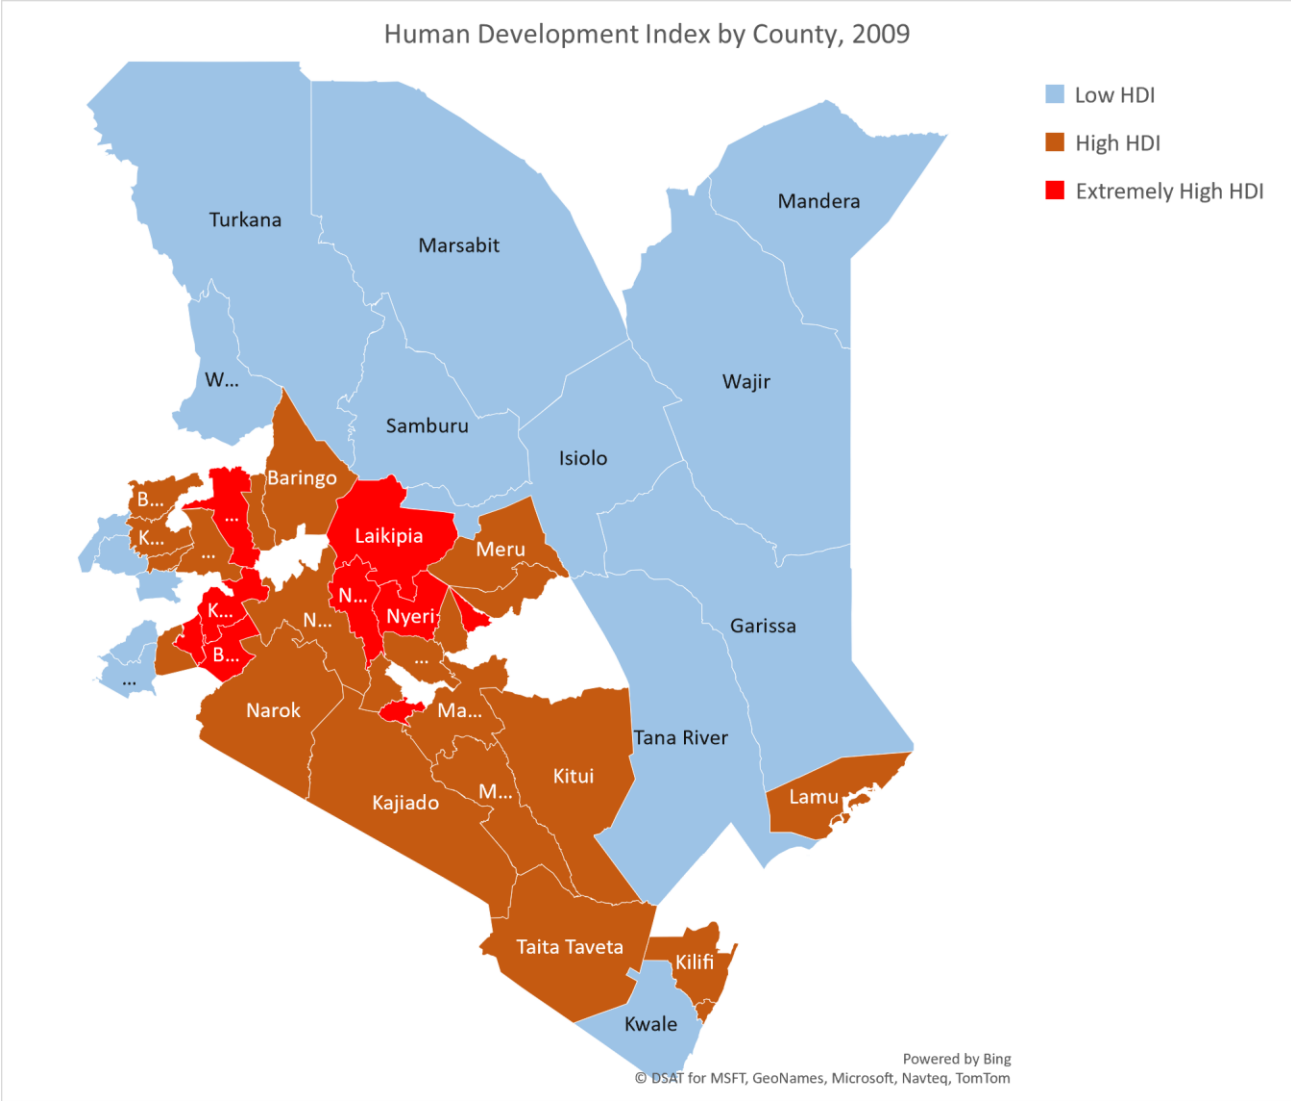 Human Development Index by County, 2009
Low HDI
High HDI
Extremely High HDI
Mandera
Turkana
Marsabit
W...
Wajir
Samburu
Isiolo
Baringo
B...
...
K...
...
Laikipia
Meru
N...
K...
Nyeri
N...
Garissa
B...
...
...
Narok
Ma...
Tana River
Kitui
M...
Kajiado
Lamu
Taita Taveta
Kilifi
Kwale
Powered by Bing
© DSAT for MSFT, GeoNames, Microsoft, Navteq, TomTom